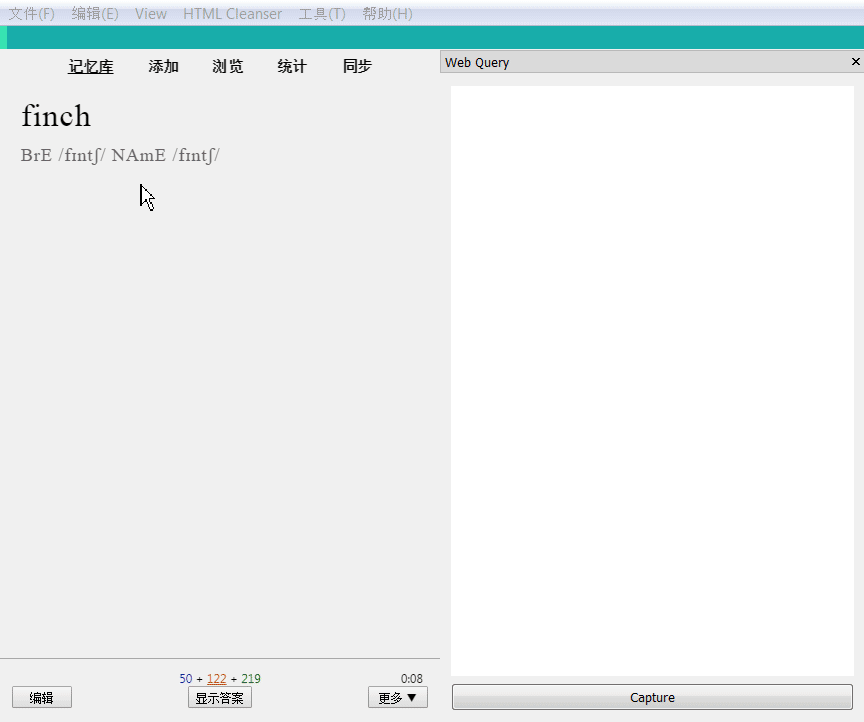 文件(F) 编辑(E) View HTML Cleanser 工具(T) 帮助(H)
记忆库 添加 浏览 统计 同步
Web Query ×
finch
BrE /fɪntʃ/ NAmE /fɪntʃ/
50 + 122 + 219 0:08
编辑 显示答案 更多 ▼
Capture